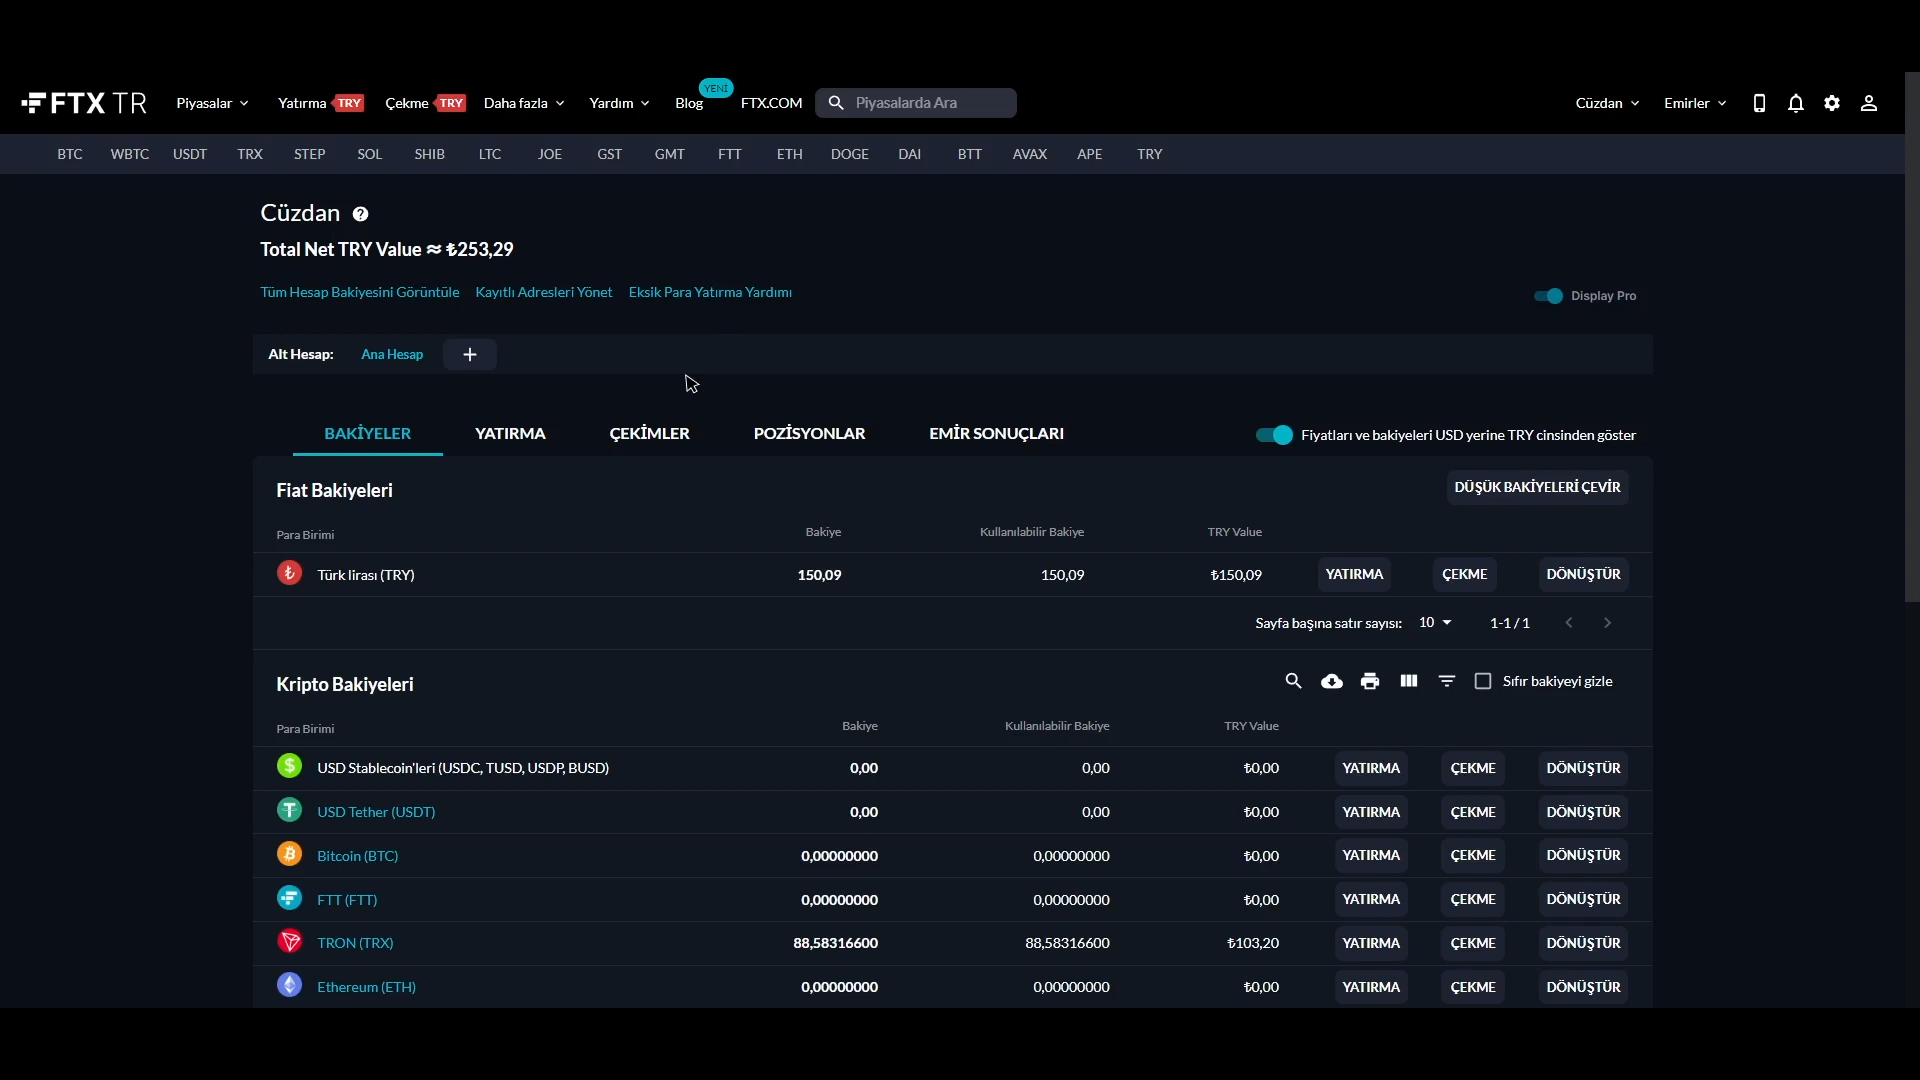 FTX TR Piyasalar Yatırma TRY Çekme TRY Daha fazla Yardım Blog YENİ FTX.COM Piyasalarda Ara Cüzdan Emirler
BTC WBTC USDT TRX STEP SOL SHIB LTC JOE GST GMT FTT ETH DOGE DAI BTT AVAX APE TRY
Cüzdan ?
Total Net TRY Value ≈ ₺253,29
Tüm Hesap Bakiyesini Görüntüle Kayıtlı Adresleri Yönet Eksik Para Yatırma Yardımı
Display Pro
Alt Hesap: Ana Hesap +
BAKİYELER YATIRMA ÇEKİMLER POZİSYONLAR EMİR SONUÇLARI Fiyatları ve bakiyeleri USD yerine TRY cinsinden göster
Fiat Bakiyeleri DÜŞÜK BAKİYELERİ ÇEVİR
Para Birimi Bakiye Kullanılabilir Bakiye TRY Value
Türk lirası (TRY) 150,09 150,09 ₺150,09 YATIRMA ÇEKME DÖNÜŞTÜR
Sayfa başına satır sayısı: 10 1-1 / 1
Kripto Bakiyeleri Sıfır bakiyeyi gizle
Para Birimi Bakiye Kullanılabilir Bakiye TRY Value
USD Stablecoin'leri (USDC, TUSD, USDP, BUSD) 0,00 0,00 ₺0,00 YATIRMA ÇEKME DÖNÜŞTÜR
USD Tether (USDT) 0,00 0,00 ₺0,00 YATIRMA ÇEKME DÖNÜŞTÜR
Bitcoin (BTC) 0,00000000 0,00000000 ₺0,00 YATIRMA ÇEKME DÖNÜŞTÜR
FTT (FTT) 0,00000000 0,00000000 ₺0,00 YATIRMA ÇEKME DÖNÜŞTÜR
TRON (TRX) 88,58316600 88,58316600 ₺103,20 YATIRMA ÇEKME DÖNÜŞTÜR
Ethereum (ETH) 0,00000000 0,00000000 ₺0,00 YATIRMA ÇEKME DÖNÜŞTÜR